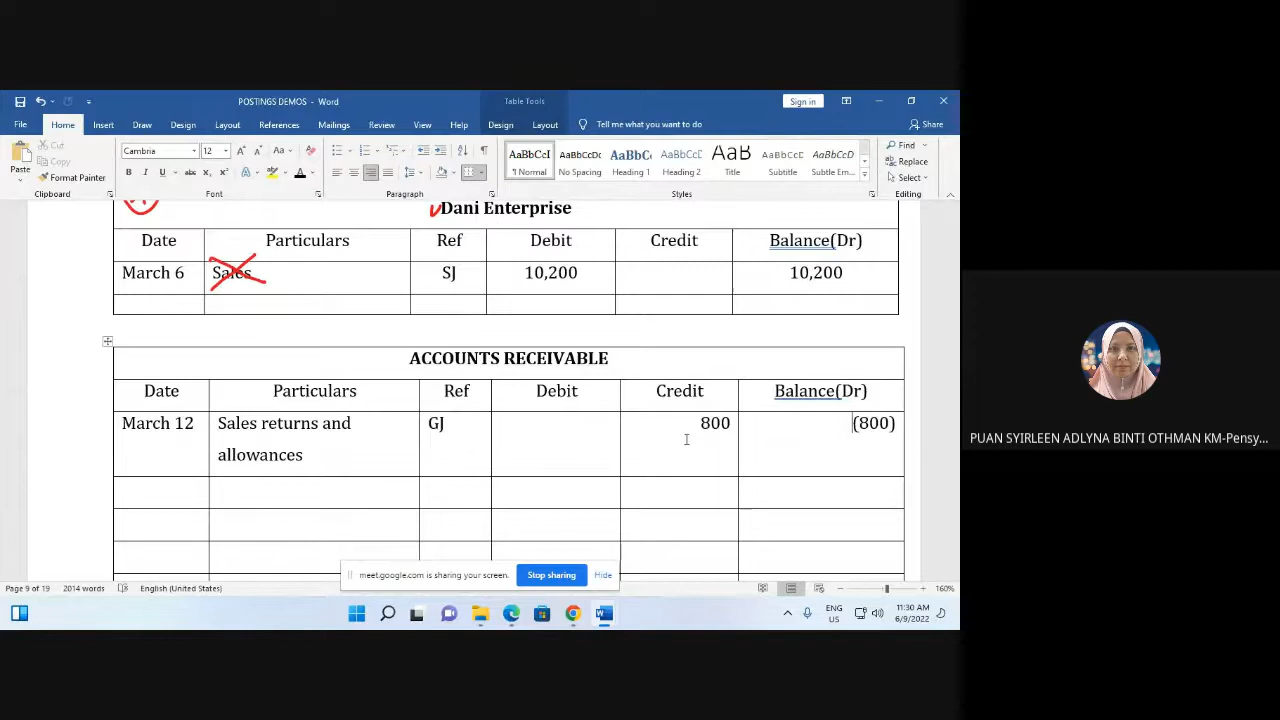 POSTINGS DEMOS - Word
Table Tools
Sign in
File Home Insert Draw Design Layout References Mailings Review View Help Design Layout Tell me what you want to do Share
Paste
Cut
Copy
Format Painter
Clipboard
Cambria 12
Font
Paragraph
AaBbCcI AaBbCcDc AaBbC AaBbCcD AaB AaBbCcD AaBbCcD
¶ Normal No Spacing Heading 1 Heading 2 Title Subtitle Subtle Em...
Styles
Find
Replace
Select
Editing
Dani Enterprise
Date Particulars Ref Debit Credit Balance(Dr)
March 6 Sales SJ 10,200 10,200
ACCOUNTS RECEIVABLE
Date Particulars Ref Debit Credit Balance(Dr)
March 12 Sales returns and GJ 800 (800)
allowances
meet.google.com is sharing your screen. Stop sharing Hide
Page 9 of 19 2014 words English (United States) 160%
ENG
US
11:30 AM
6/9/2022
PUAN SYIRLEEN ADLYNA BINTI OTHMAN KM-Pensy...